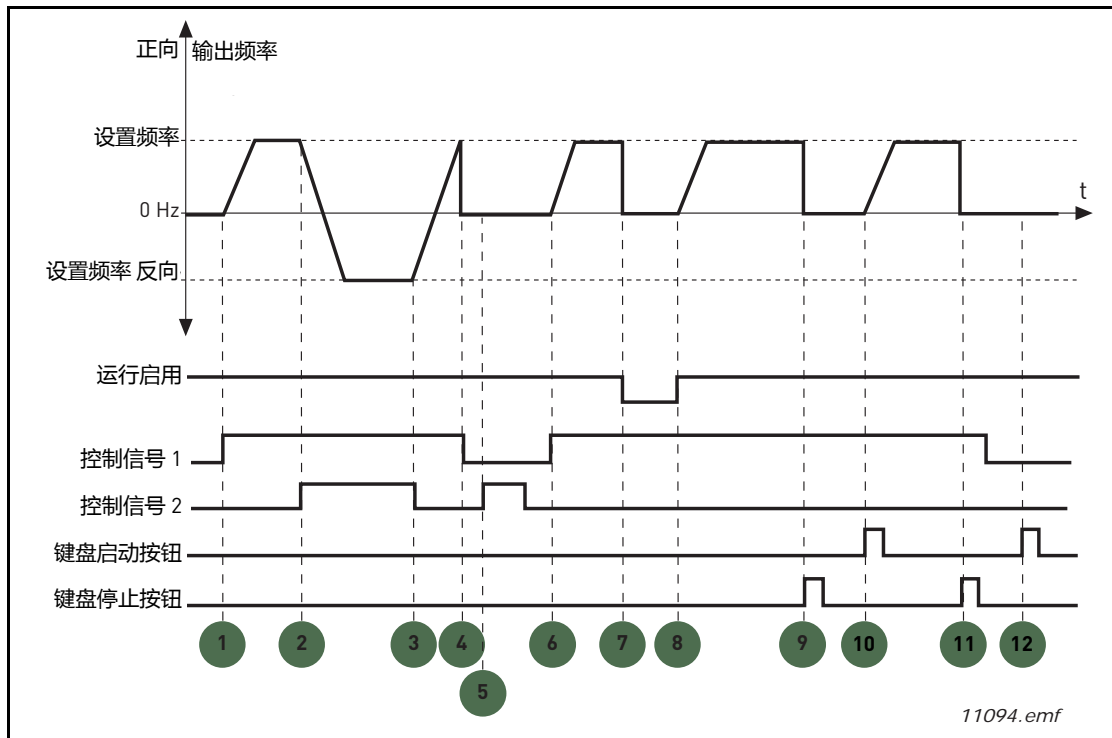 正向 输出频率
设置频率
0 Hz
t
设置频率 反向
运行启用
控制信号 1
控制信号 2
键盘启动按钮
键盘停止按钮
1 2 3 4 6 7 8 9 10 11 12
5
11094.emf